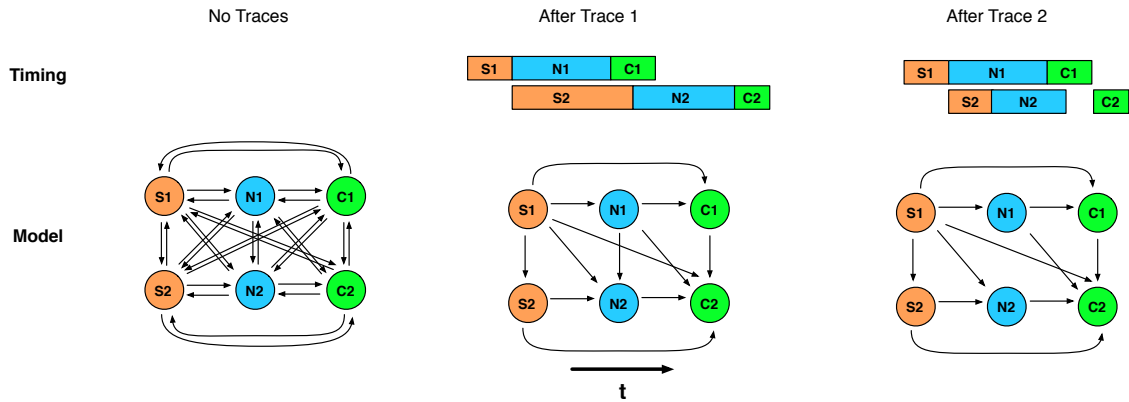 No Traces After Trace 1 After Trace 2
Timing
S1 N1 C1
S2 N2 C2
S1 N1 C1
S2 N2 C2
Model
S1 N1 C1
S2 N2 C2
S1 N1 C1
S2 N2 C2
t
S1 N1 C1
S2 N2 C2